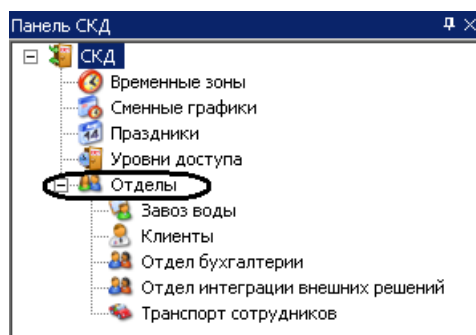 Панель СКД
СКД
Временные зоны
Сменные графики
Праздники
Уровни доступа
Отделы
Завоз воды
Клиенты
Отдел бухгалтерии
Отдел интеграции внешних решений
Транспорт сотрудников